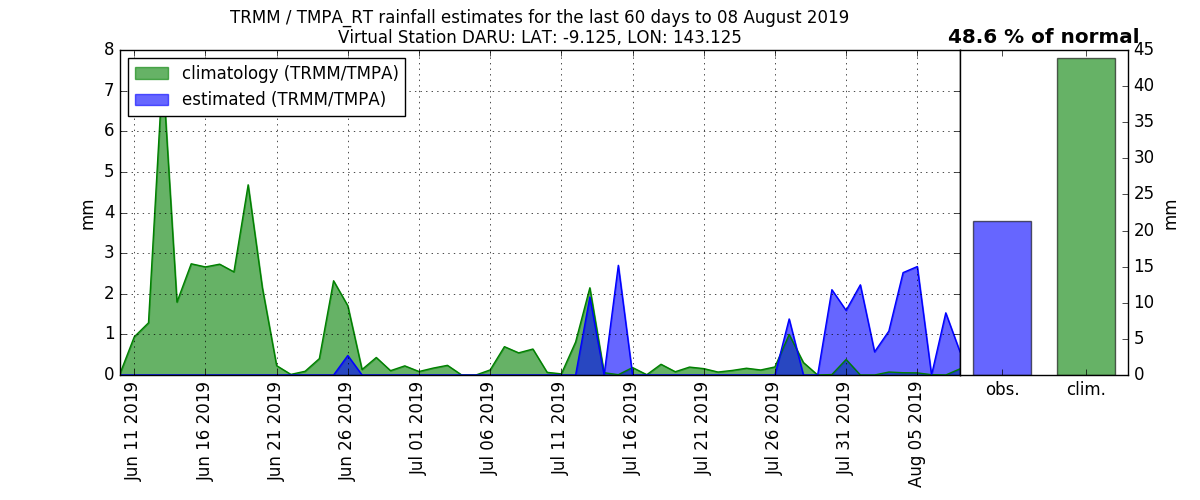 TRMM / TMPA_RT rainfall estimates for the last 60 days to 08 August 2019
Virtual Station DARU: LAT: -9.125, LON: 143.125
48.6 % of normal
climatology (TRMM/TMPA)
estimated (TRMM/TMPA)
8
7
6
5
4
3
2
1
0
mm
Jun 11 2019
Jun 16 2019
Jun 21 2019
Jun 26 2019
Jul 01 2019
Jul 06 2019
Jul 11 2019
Jul 16 2019
Jul 21 2019
Jul 26 2019
Jul 31 2019
Aug 05 2019
45
40
35
30
25
20
15
10
5
0
mm
obs.
clim.